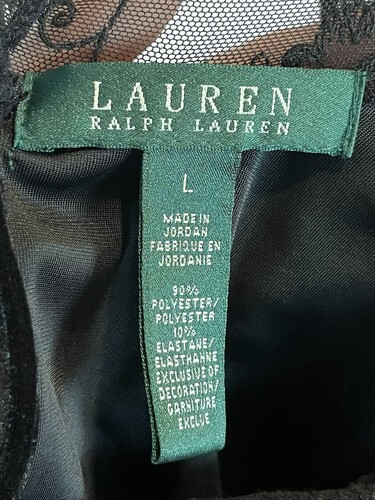 LAUREN
RALPH LAUREN
L
MADE IN
JORDAN
FABRIQUE EN
JORDANIE
90%
POLYESTER/
POLYESTER
10%
ELASTANE/
ELASTHANNE
EXCLUSIVE OF
DECORATION/
GARNITURE
EXCLUE